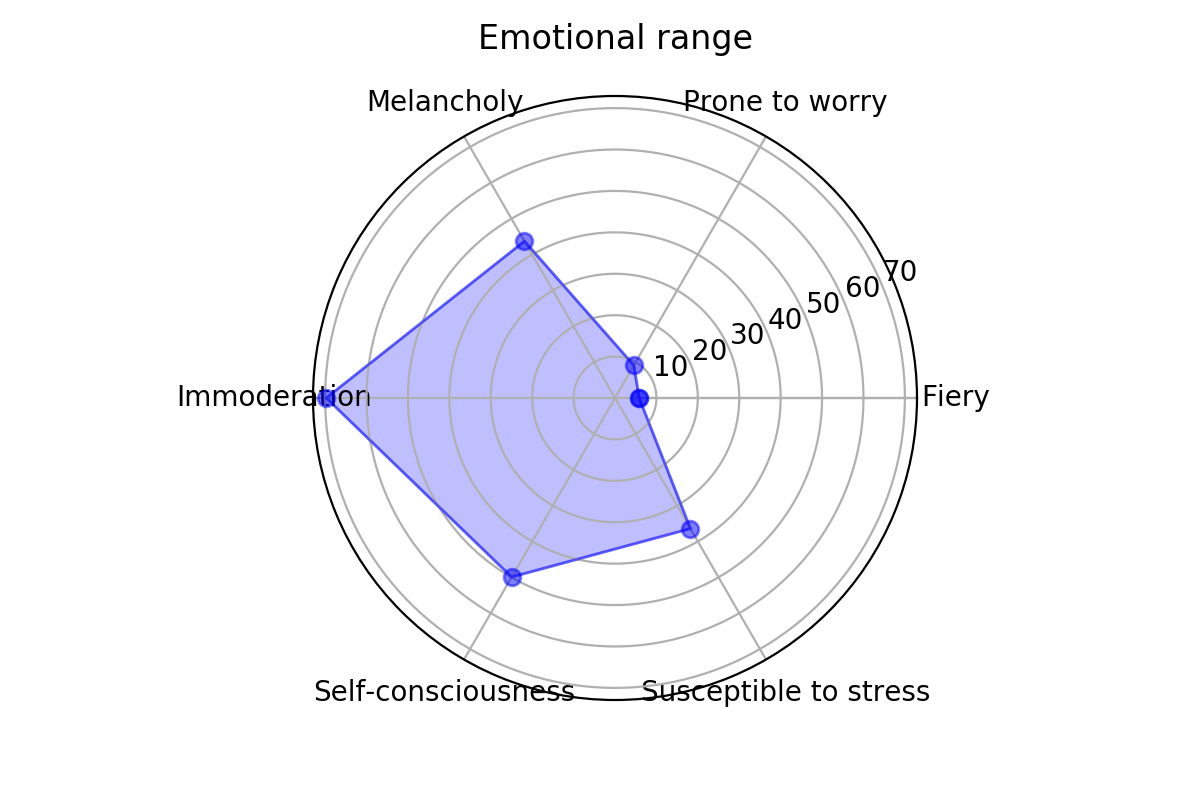 Emotional range
Melancholy
Prone to worry
70
60
50
40
30
20
10
Immoderation
Fiery
Self-consciousness
Susceptible to stress